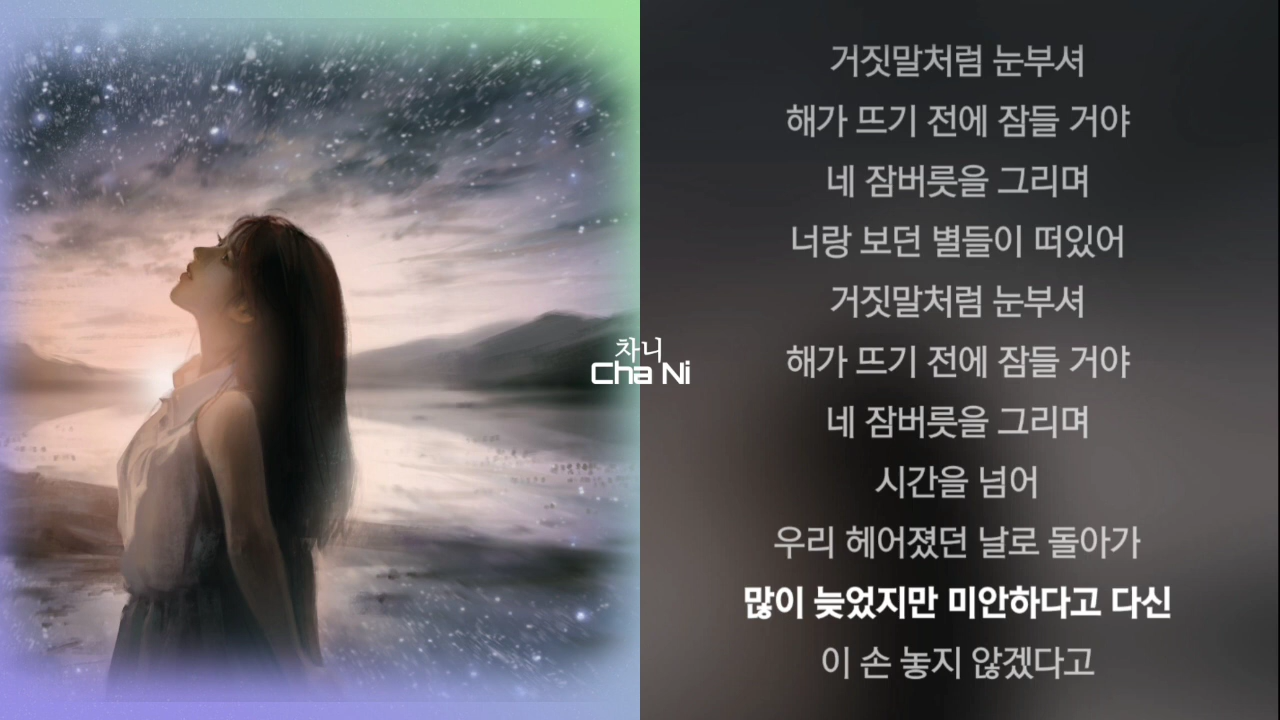 거짓말처럼 눈부셔
해가 뜨기 전에 잠들 거야
네 잠버릇을 그리며
너랑 보던 별들이 떠있어
거짓말처럼 눈부셔
해가 뜨기 전에 잠들 거야
네 잠버릇을 그리며
시간을 넘어
우리 헤어졌던 날로 돌아가
많이 늦었지만 미안하다고 다신
이 손 놓지 않겠다고
차니
Cha Ni